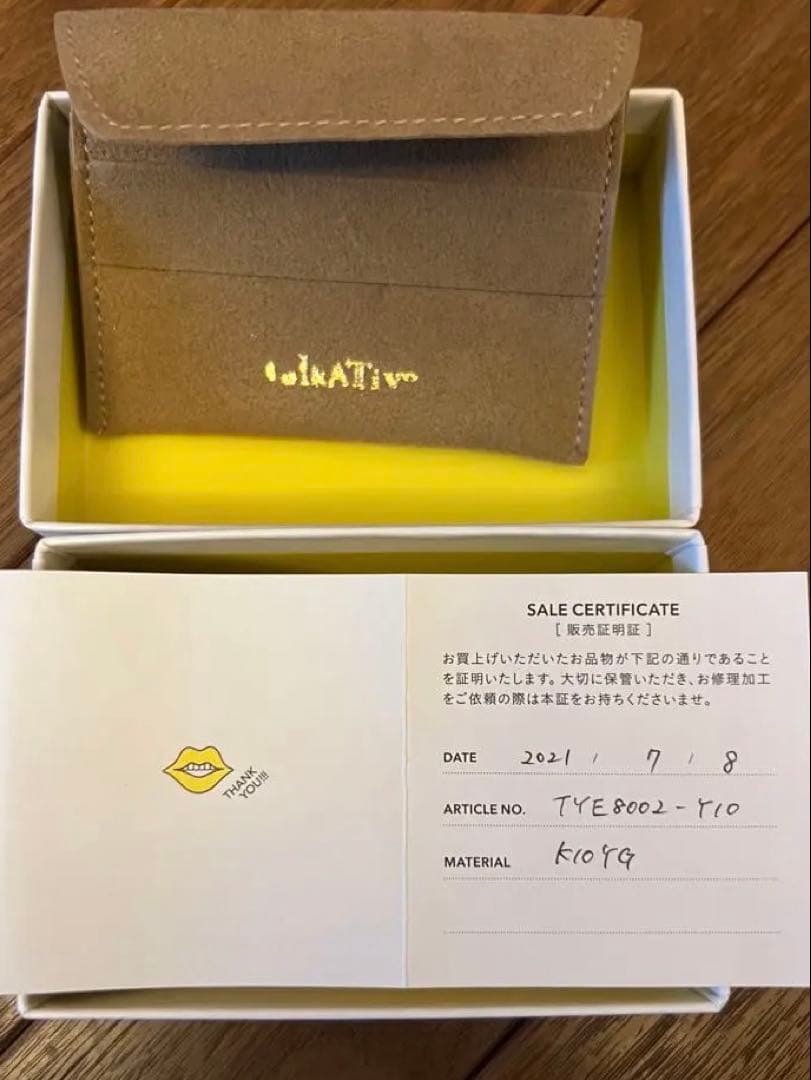 talkATive
THANK
YOU!!!
SALE CERTIFICATE
[ 販売証明証 ]
お買上げいただいたお品物が下記の通りであること
を証明いたします。大切に保管いただき、お修理加工
をご依頼の際は本証をお持ちくださいませ。
DATE 2021 / 7 / 8
ARTICLE NO. TYE8002-Y10
MATERIAL K10YG